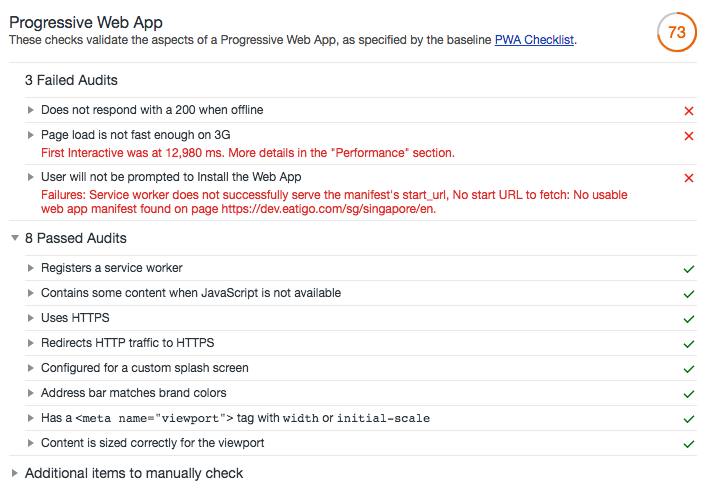 Progressive Web App
73
These checks validate the aspects of a Progressive Web App, as specified by the baseline PWA Checklist.
3 Failed Audits
Does not respond with a 200 when offline
Page load is not fast enough on 3G
First Interactive was at 12,980 ms. More details in the "Performance" section.
User will not be prompted to Install the Web App
Failures: Service worker does not successfully serve the manifest's start_url, No start URL to fetch: No usable
web app manifest found on page https://dev.eatigo.com/sg/singapore/en.
8 Passed Audits
Registers a service worker
Contains some content when JavaScript is not available
Uses HTTPS
Redirects HTTP traffic to HTTPS
Configured for a custom splash screen
Address bar matches brand colors
Has a <meta name="viewport"> tag with width or initial-scale
Content is sized correctly for the viewport
Additional items to manually check